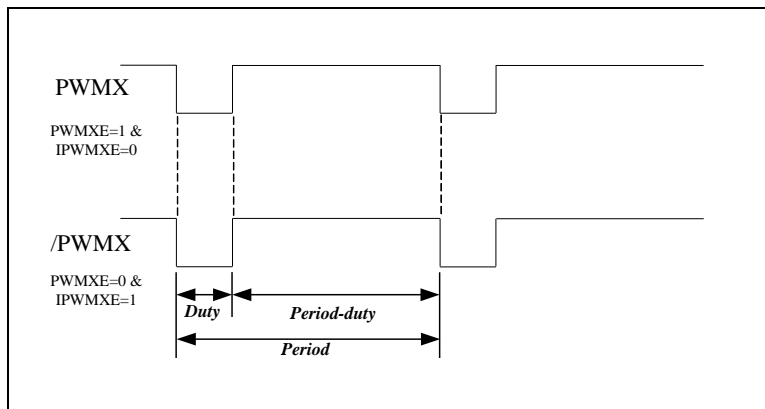 PWMX
PWMXE=1 &
IPWMXE=0
/PWMX
PWMXE=0 &
IPWMXE=1
Duty
Period-duty
Period